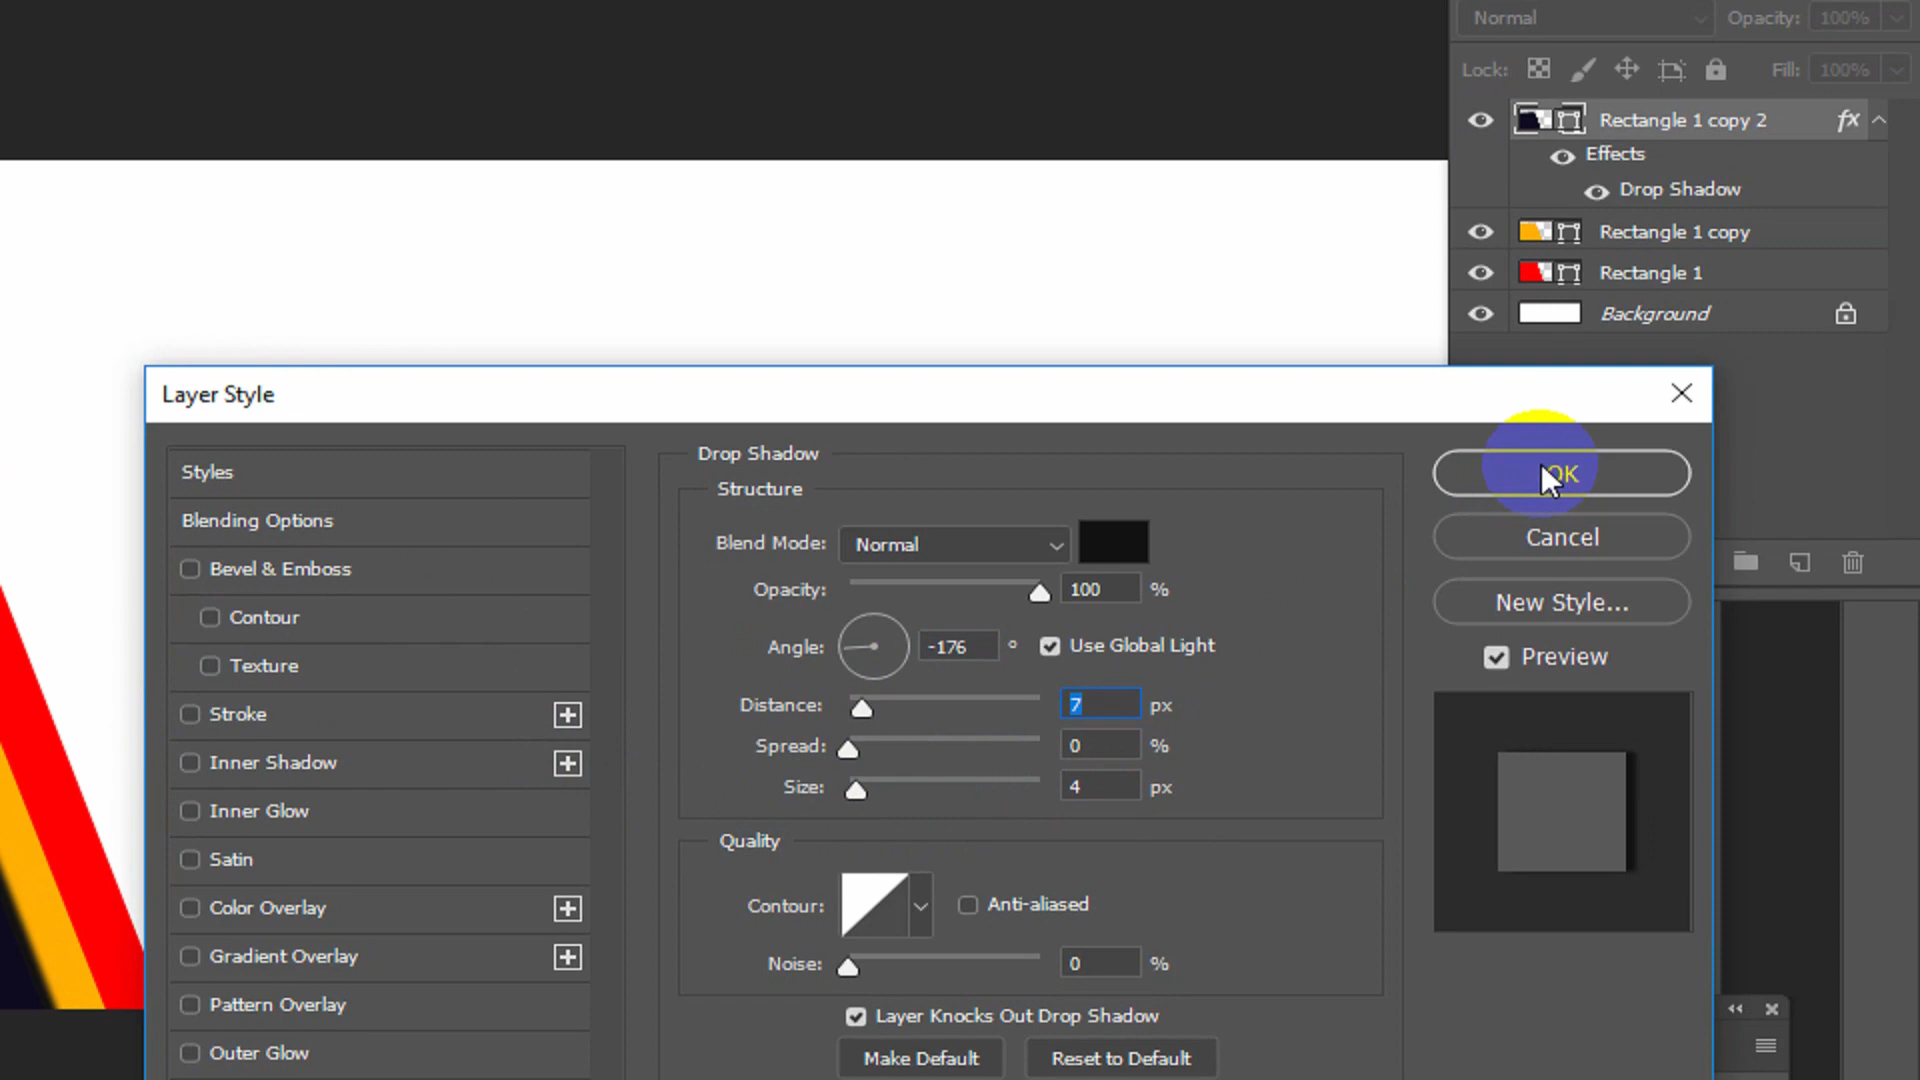 Normal Opacity: 100%
Lock: Fill: 100%
Rectangle 1 copy 2 fx
Effects
Drop Shadow
Rectangle 1 copy
Rectangle 1
Background
Layer Style
Styles
Blending Options
Bevel & Emboss
Contour
Texture
Stroke
Inner Shadow
Inner Glow
Satin
Color Overlay
Gradient Overlay
Pattern Overlay
Outer Glow
Drop Shadow
Structure
Blend Mode: Normal
Opacity: 100 %
Angle: -176 ° Use Global Light
Distance: 7 px
Spread: 0 %
Size: 4 px
Quality
Contour: Anti-aliased
Noise: 0 %
Layer Knocks Out Drop Shadow
Make Default Reset to Default
OK
Cancel
New Style...
Preview